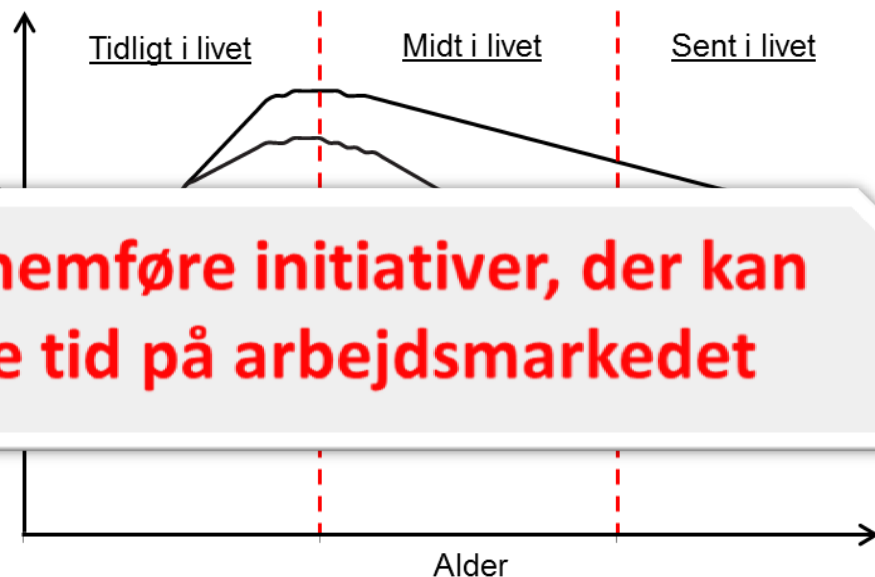 Tidligt i livet
Midt i livet
Sent i livet
nemføre initiativer, der kan
e tid på arbejdsmarkedet
Alder